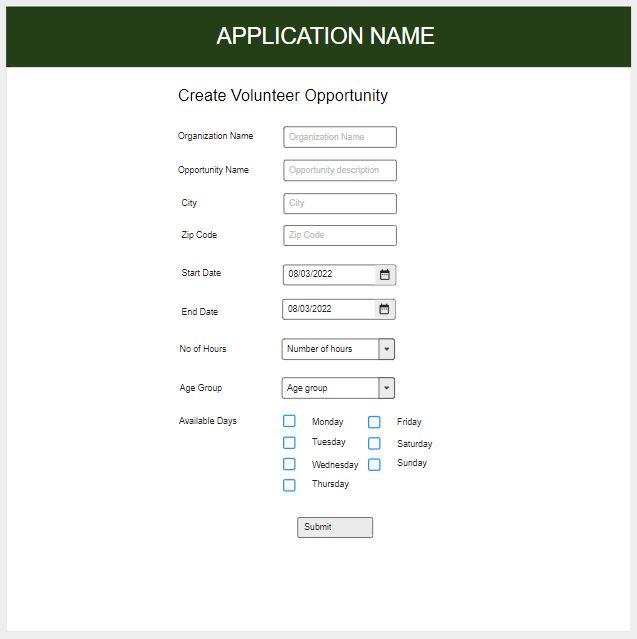 APPLICATION NAME
Create Volunteer Opportunity
Organization Name Organization Name
Opportunity Name Opportunity description
City City
Zip Code Zip Code
Start Date 08/03/2022
End Date 08/03/2022
No of Hours Number of hours
Age Group Age group
Available Days Monday Friday
Tuesday Saturday
Wednesday Sunday
Thursday
Submit